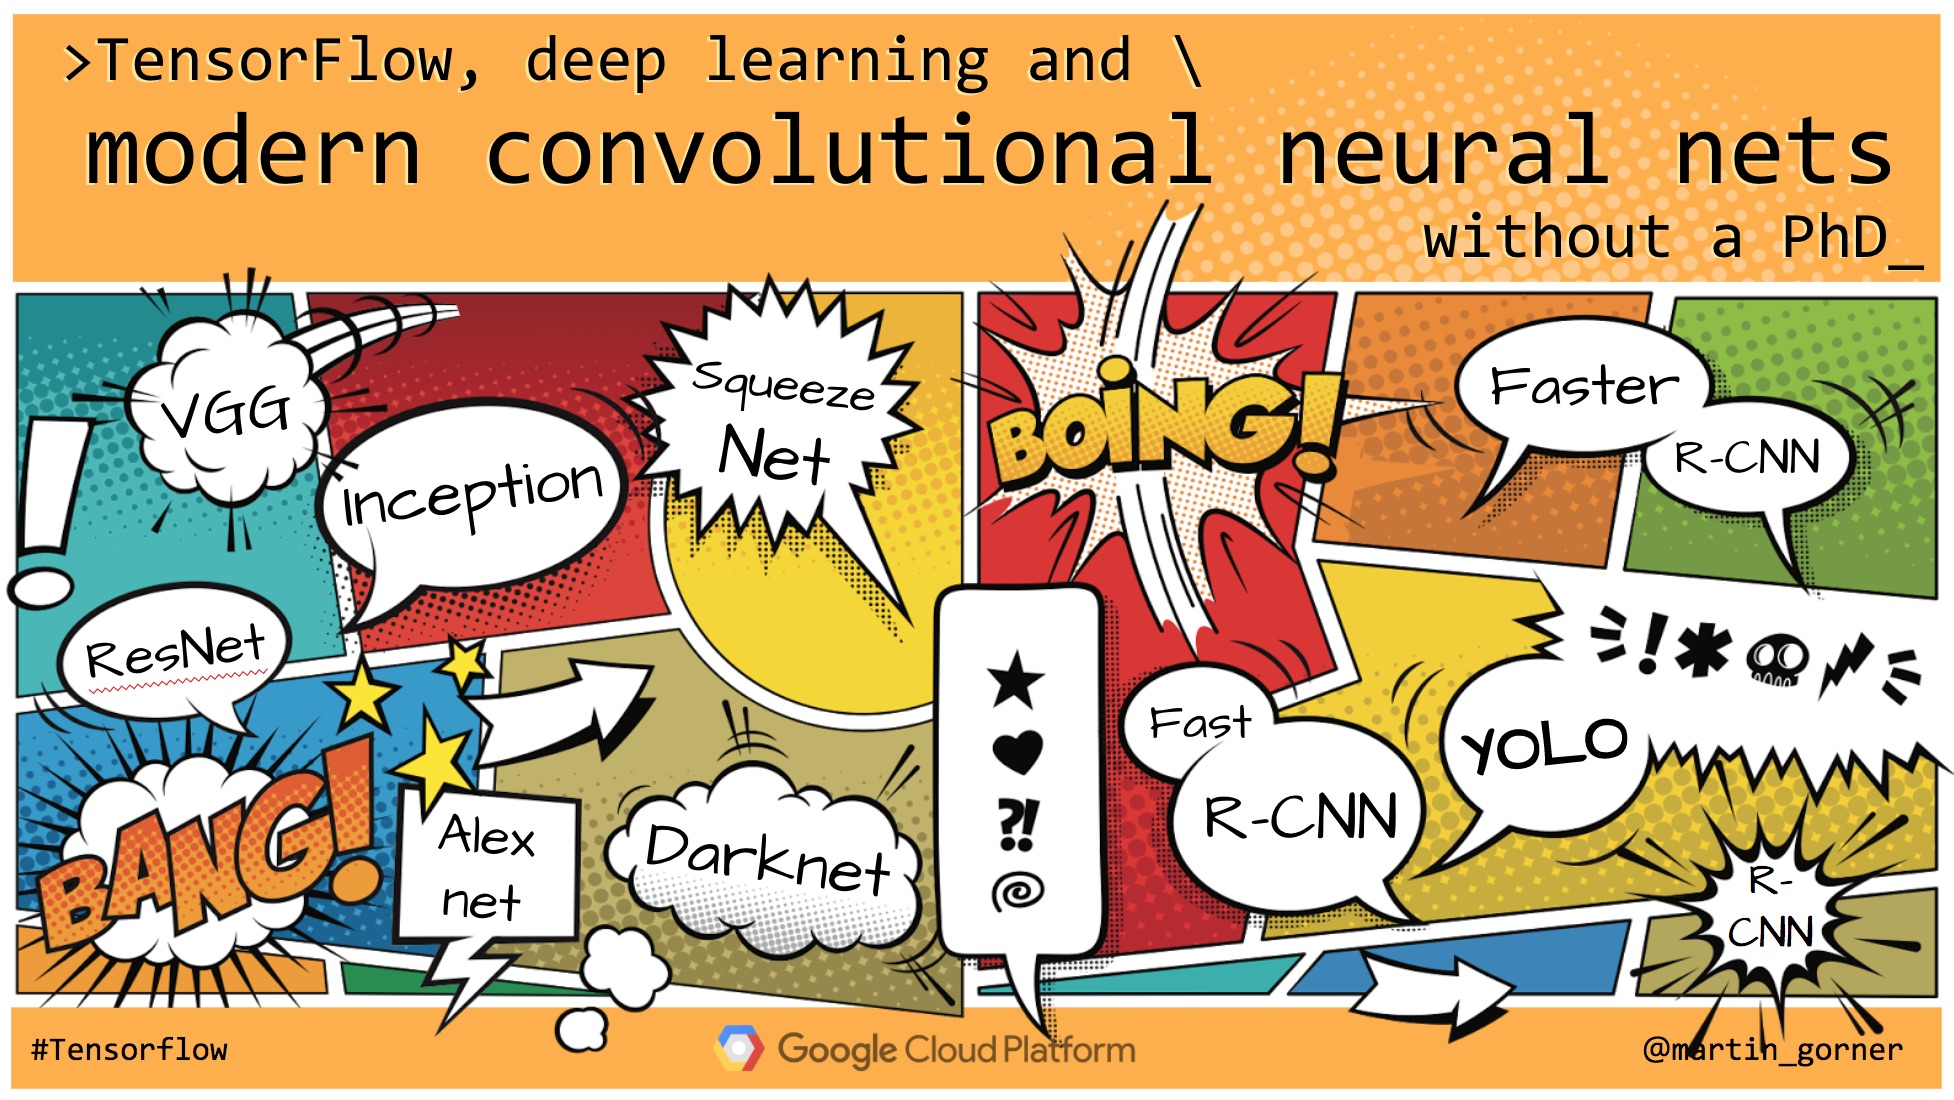 >TensorFlow, deep learning and \
modern convolutional neural nets
without a PhD_
VGG
Inception
Squeeze
Net
BOiNG!
Faster
R-CNN
!
ResNet
BANG!
Alex
net
Darknet
?!
@
Fast
R-CNN
YOLO
!*
R-
CNN
#Tensorflow
Google Cloud Platform
@martin_gorner